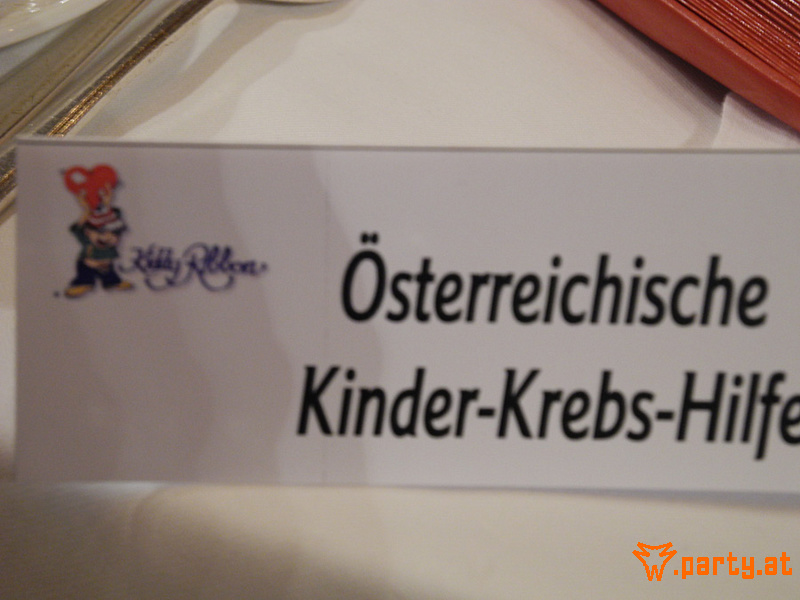 Kiddy Ribbon
Österreichische
Kinder-Krebs-Hilfe
.party.at